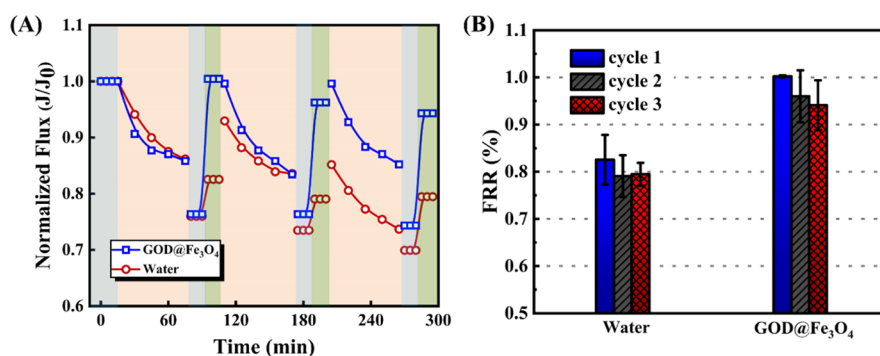 (A)
1.1
1.0
0.9
0.8
0.7
0.6
Normalized Flux (J/J₀)
GOD@Fe₃O₄
Water
0 60 120 180 240 300
Time (min)
(B)
1.1
1.0
0.9
0.8
0.7
0.6
0.5
FRR (%)
cycle 1
cycle 2
cycle 3
Water GOD@Fe₃O₄